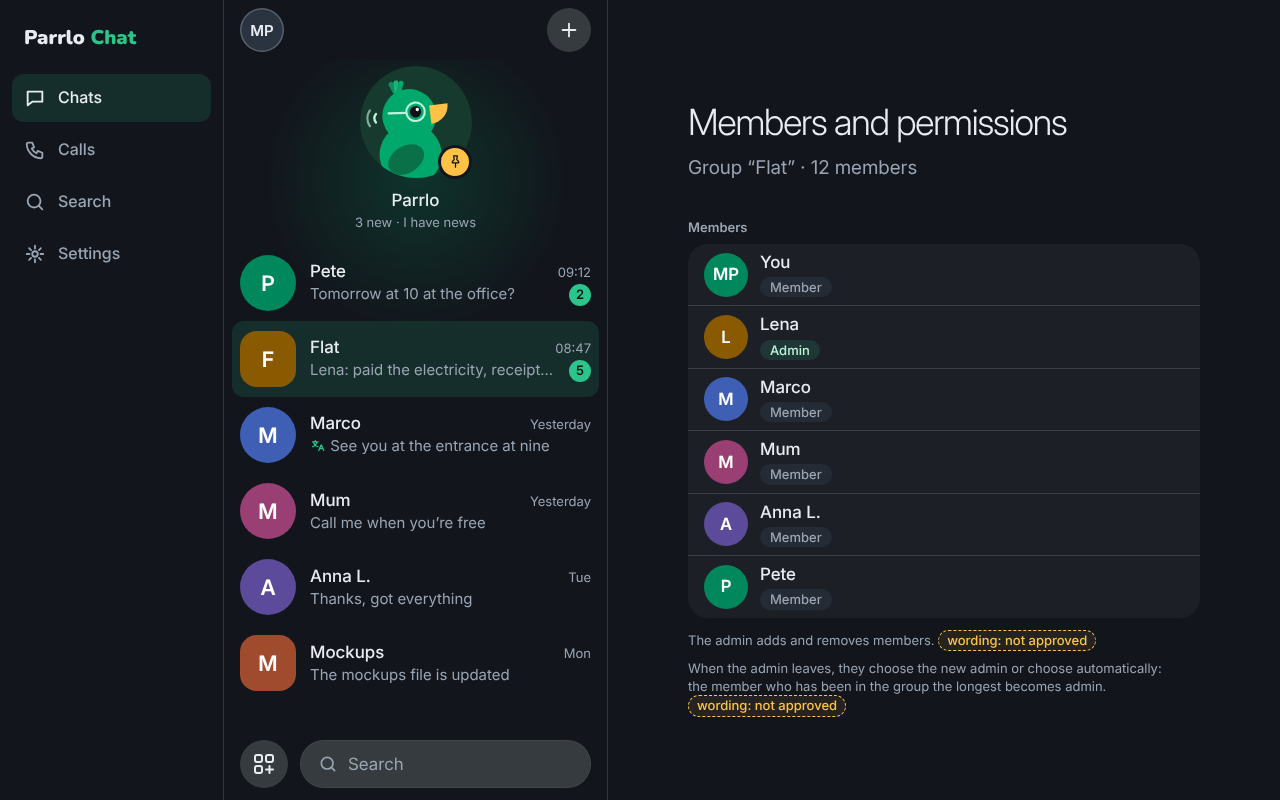 Parrlo Chat
Chats
Calls
Search
Settings
MP
Parrlo
3 new · I have news
P
Pete
09:12
Tomorrow at 10 at the office?
2
F
Flat
08:47
Lena: paid the electricity, receipt…
5
M
Marco
Yesterday
See you at the entrance at nine
M
Mum
Yesterday
Call me when you’re free
A
Anna L.
Tue
Thanks, got everything
M
Mockups
Mon
The mockups file is updated
Search
Members and permissions
Group “Flat” · 12 members
Members
MP
You
Member
L
Lena
Admin
M
Marco
Member
M
Mum
Member
A
Anna L.
Member
P
Pete
Member
The admin adds and removes members. wording: not approved
When the admin leaves, they choose the new admin or choose automatically:
the member who has been in the group the longest becomes admin.
wording: not approved